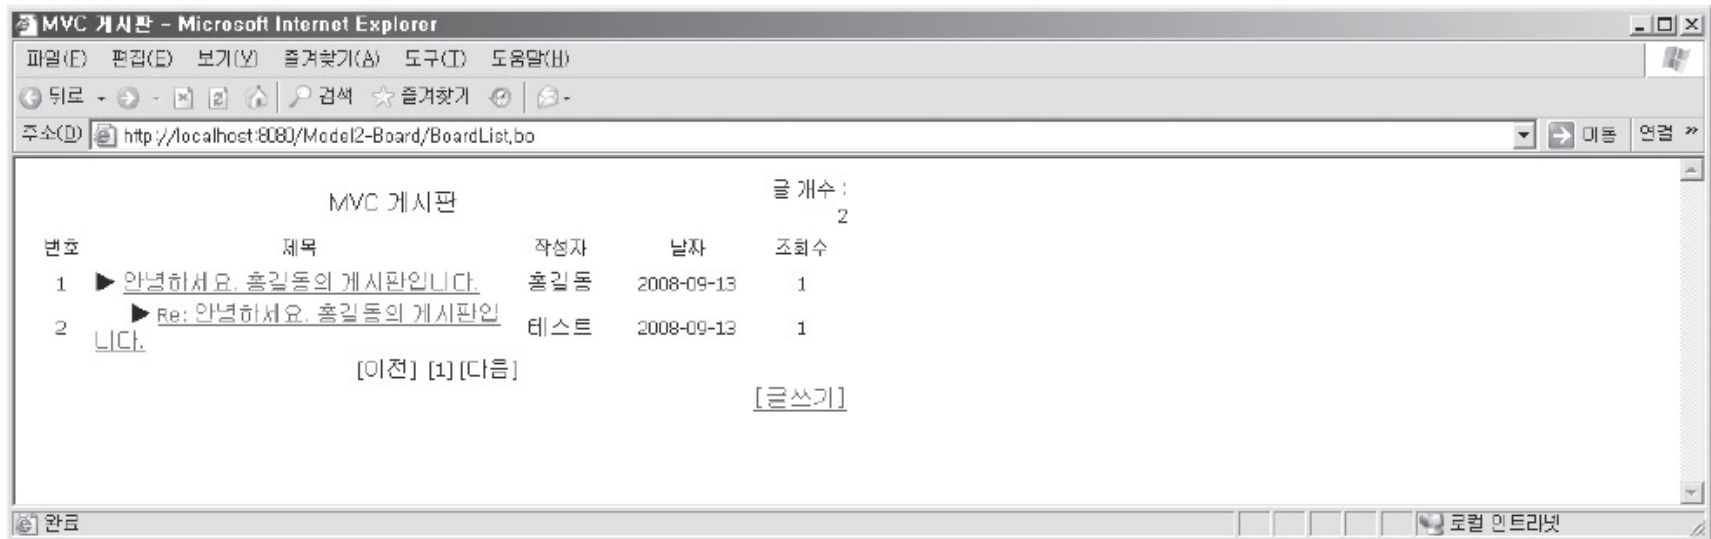 MVC 게시판 - Microsoft Internet Explorer
파일(F) 편집(E) 보기(V) 즐겨찾기(A) 도구(T) 도움말(H)
뒤로 검색 즐겨찾기
주소(D) http://localhost:8080/Model2-Board/BoardList.bo 이동 연결 »
MVC 게시판 글 개수 :
2
번호 제목 작성자 날짜 조회수
1 ▶ 안녕하세요. 홍길동의 게시판입니다. 홍길동 2008-09-13 1
2 ▶ Re: 안녕하세요. 홍길동의 게시판입 테스트 2008-09-13 1
니다.
[이전] [1] [다음]
[글쓰기]
완료 로컬 인트라넷